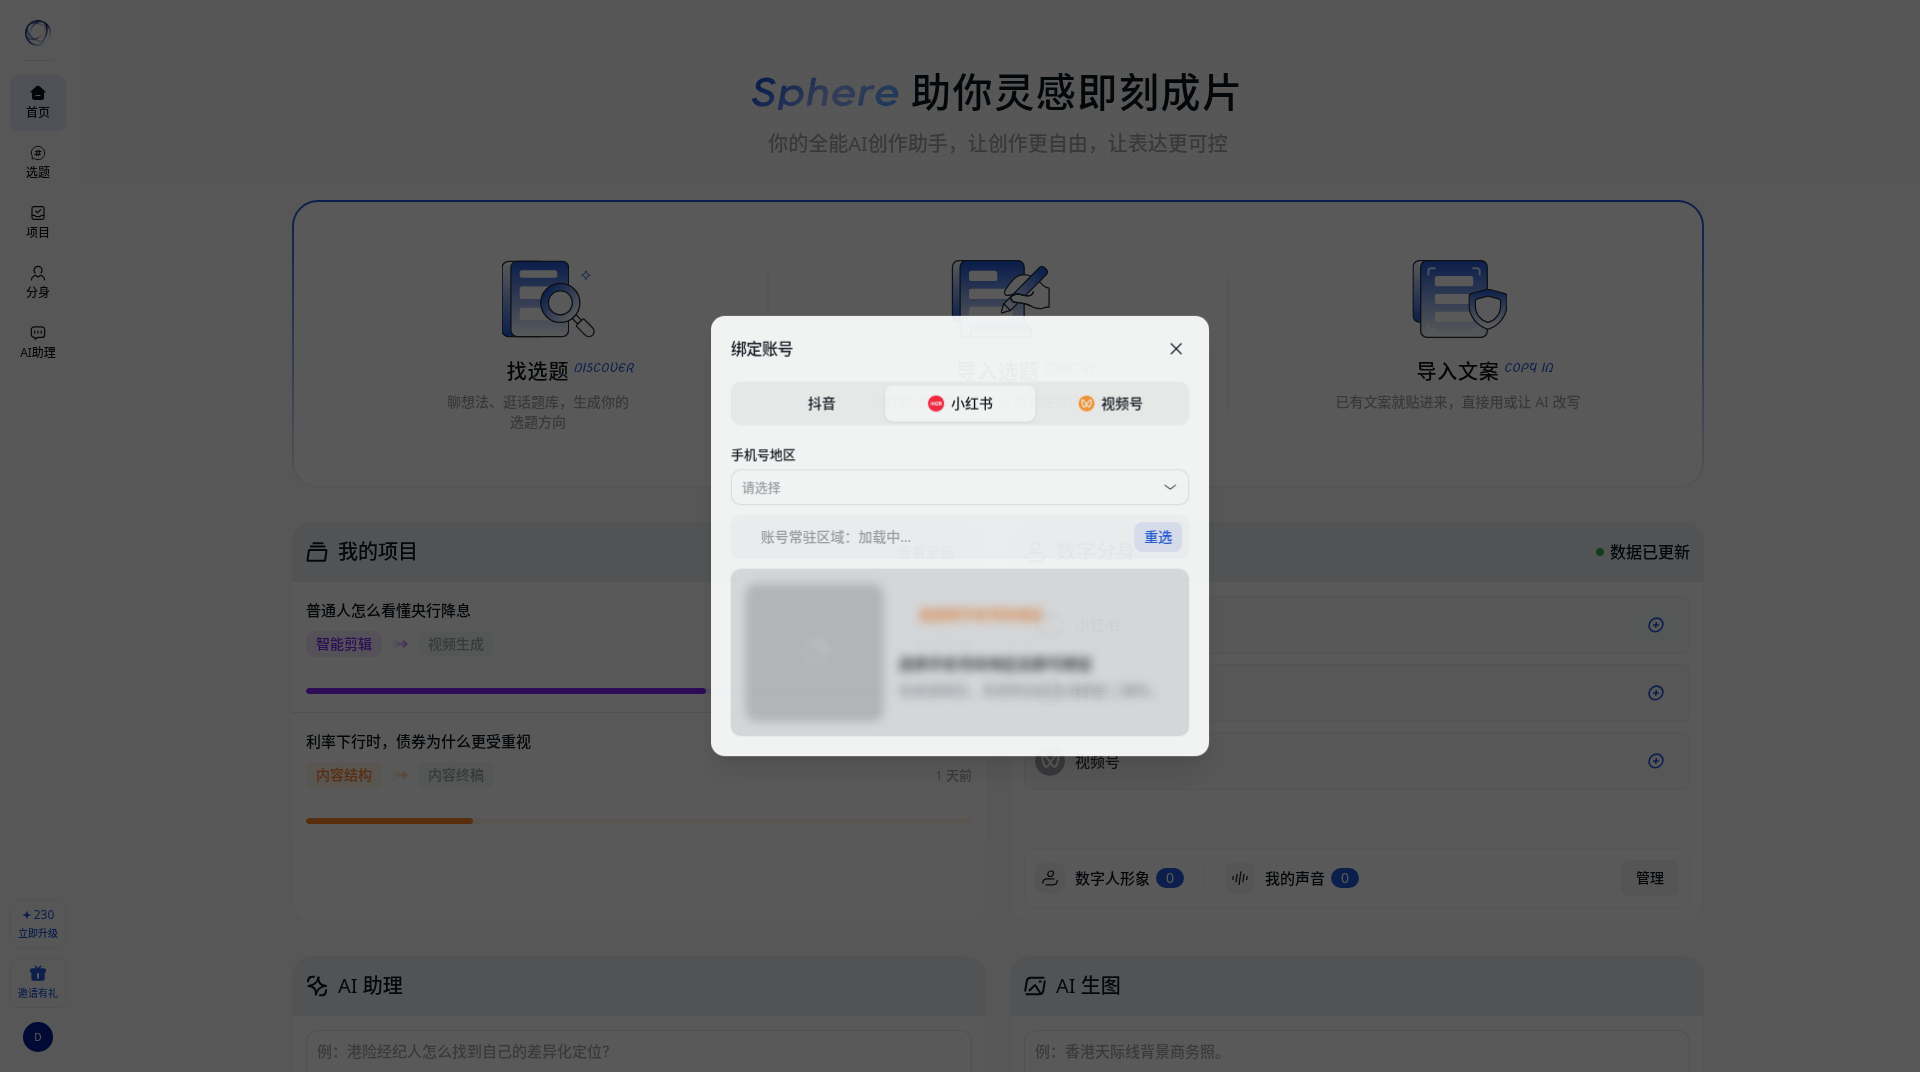 Sphere 助你灵感即刻成片
你的全能AI创作助手，让创作更自由，让表达更可控
首页
选题
项目
分身
AI助理
+ 230
立即升级
邀请有礼
D
找选题 DISCOVER
聊想法、逛话题库，生成你的
选题方向
导入选题
导入文案 COPY IN
已有文案就贴进来，直接用或让 AI 改写
绑定账号
抖音
小红书
视频号
手机号地区
请选择
账号常驻区域：加载中...
重选
我的项目
普通人怎么看懂央行降息
智能剪辑
视频生成
利率下行时，债券为什么更受重视
内容结构
内容终稿
1 天前
数字分身
数据已更新
小红书
视频号
数字人形象 0
我的声音 0
管理
AI 助理
例：港险经纪人怎么找到自己的差异化定位？
AI 生图
例：香港天际线背景商务照。